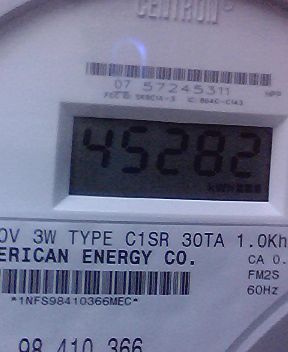 CENTRON®
07 57245311
45282
kWh
0V 3W TYPE C1SR 30TA 1.0Kh
ERICAN ENERGY CO.
CA 0.
FM2S
60Hz
*1NFS98410366MEC*
98 410 366